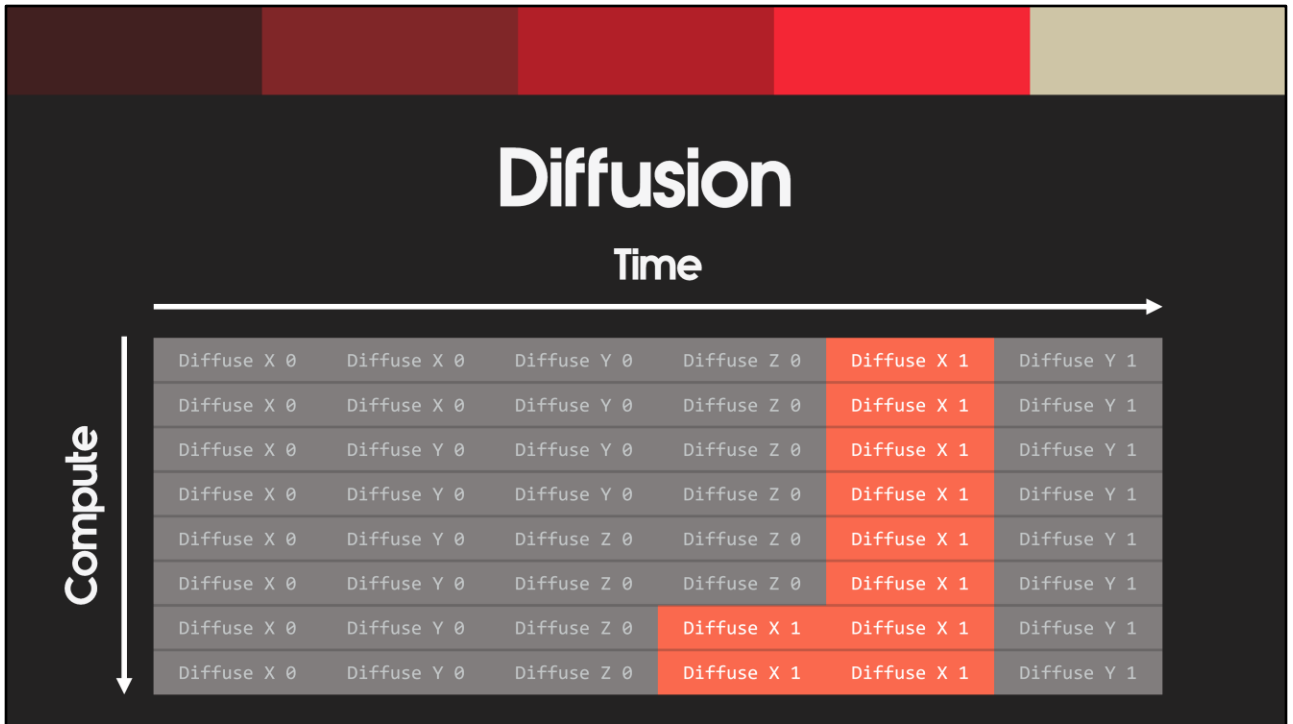 Diffusion
Time
Compute
Diffuse X 0 Diffuse X 0 Diffuse Y 0 Diffuse Z 0 Diffuse X 1 Diffuse Y 1
Diffuse X 0 Diffuse X 0 Diffuse Y 0 Diffuse Z 0 Diffuse X 1 Diffuse Y 1
Diffuse X 0 Diffuse Y 0 Diffuse Y 0 Diffuse Z 0 Diffuse X 1 Diffuse Y 1
Diffuse X 0 Diffuse Y 0 Diffuse Y 0 Diffuse Z 0 Diffuse X 1 Diffuse Y 1
Diffuse X 0 Diffuse Y 0 Diffuse Z 0 Diffuse Z 0 Diffuse X 1 Diffuse Y 1
Diffuse X 0 Diffuse Y 0 Diffuse Z 0 Diffuse Z 0 Diffuse X 1 Diffuse Y 1
Diffuse X 0 Diffuse Y 0 Diffuse Z 0 Diffuse X 1 Diffuse X 1 Diffuse Y 1
Diffuse X 0 Diffuse Y 0 Diffuse Z 0 Diffuse X 1 Diffuse X 1 Diffuse Y 1